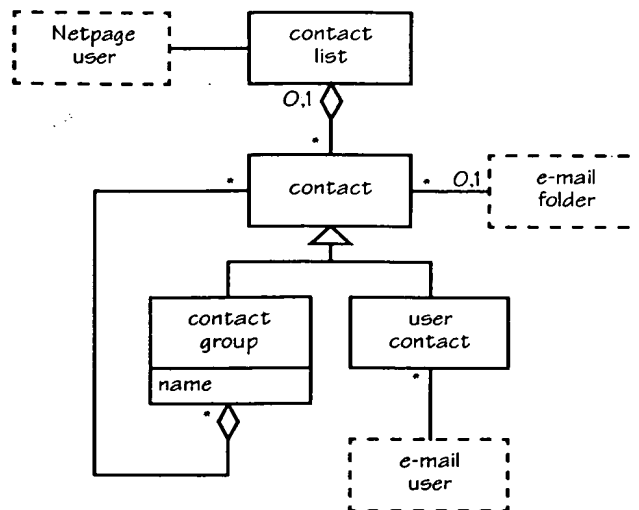 Netpage
user
contact
list
0,1
*
*
contact
*
0,1
e-mail
folder
contact
group
name
*
user
contact
*
e-mail
user